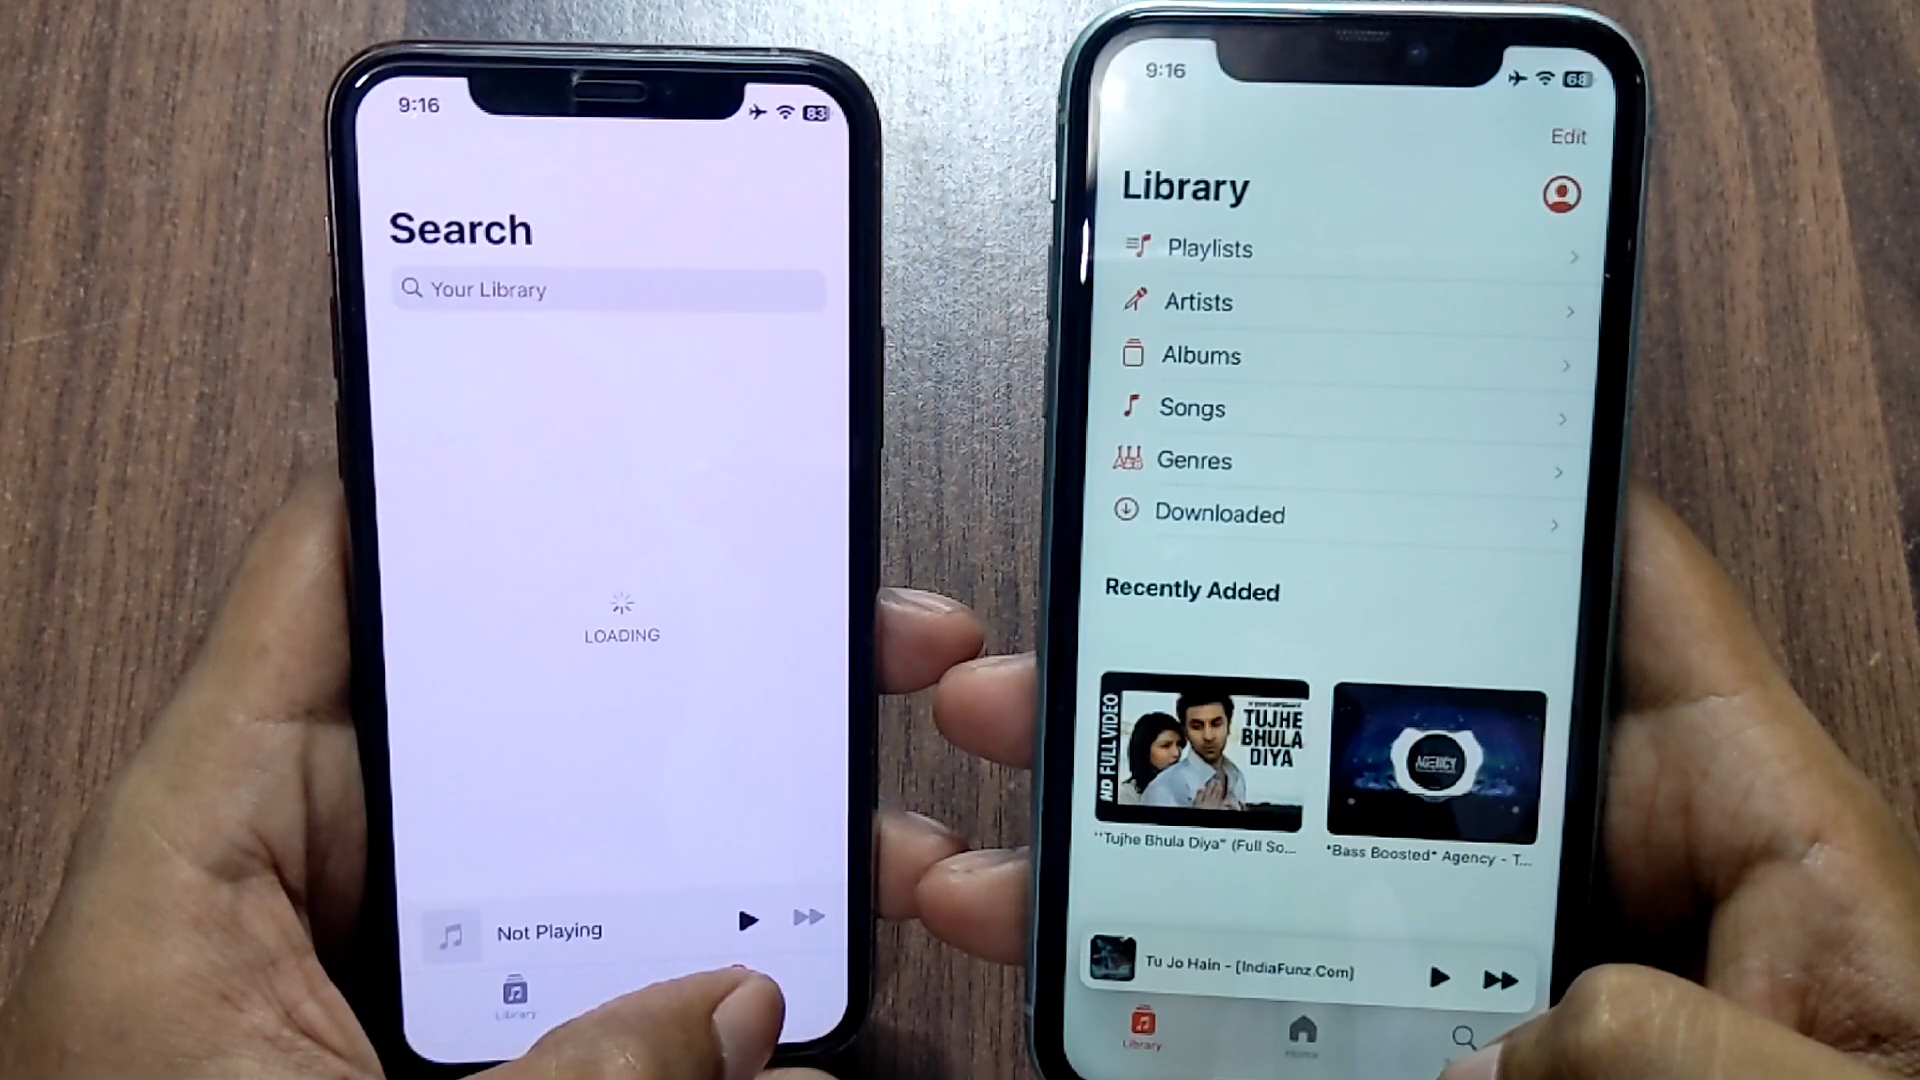 9:16
83
Search
Your Library
LOADING
Not Playing
Library
9:16
68
Edit
Library
Playlists
Artists
Albums
Songs
Genres
Downloaded
Recently Added
HD FULL VIDEO
TUJHE
BHULA
DIYA
AGENCY
"Tujhe Bhula Diya" (Full So...
*Bass Boosted* Agency - T...
Tu Jo Hain - [IndiaFunz.Com]
Library
Home